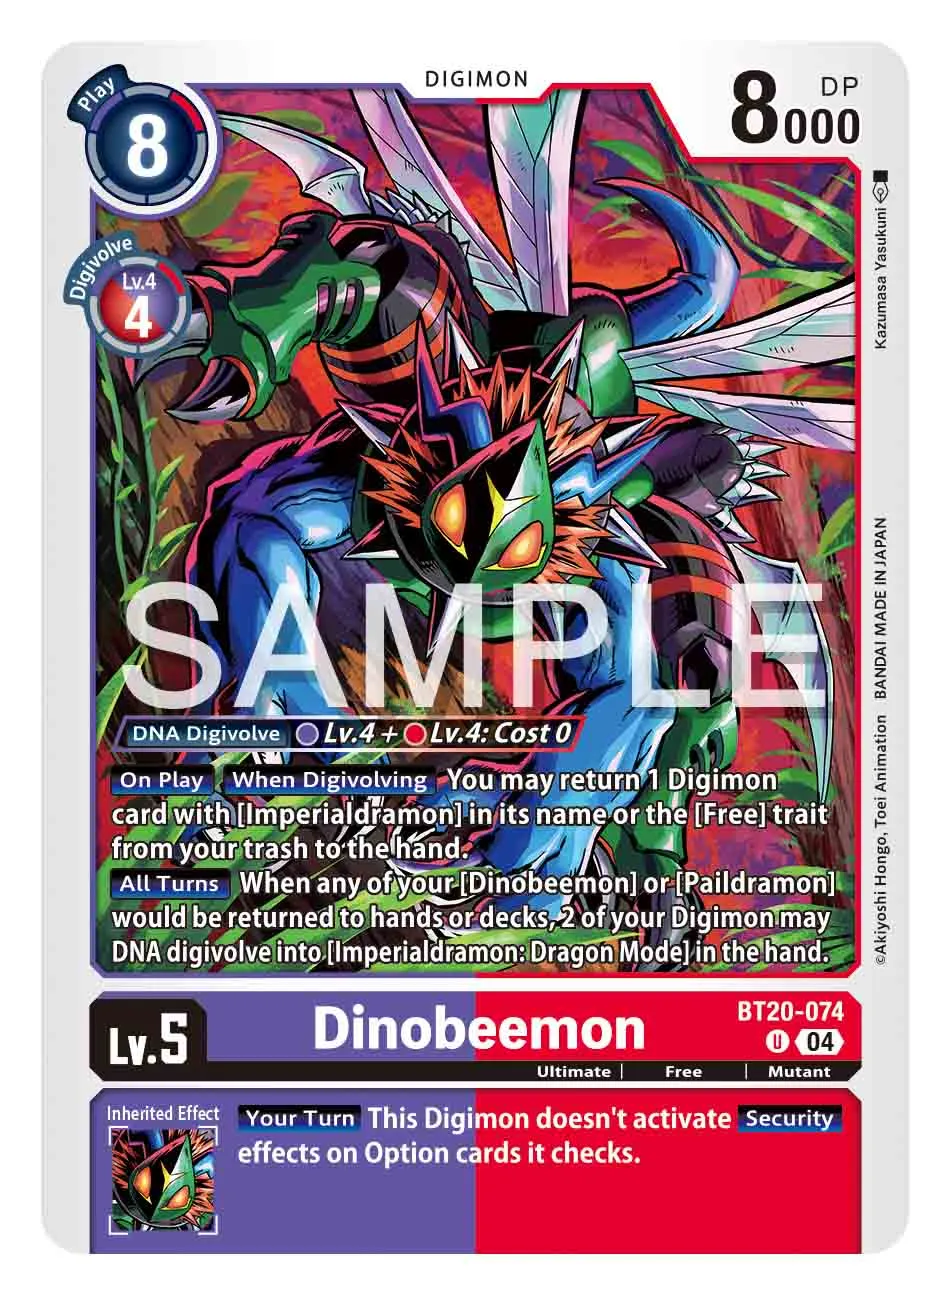 DIGIMON
Play
8
DP
8000
Digivolve
Lv.4
4
Kazumasa Yasukuni
SAMPLE
DNA Digivolve Lv.4 + Lv.4: Cost 0
On Play When Digivolving You may return 1 Digimon
card with [Imperialdramon] in its name or the [Free] trait
from your trash to the hand.
All Turns When any of your [Dinobeemon] or [Paildramon]
would be returned to hands or decks, 2 of your Digimon may
DNA digivolve into [Imperialdramon: Dragon Mode] in the hand.
©Akiyoshi Hongo, Toei Animation BANDAI MADE IN JAPAN
Lv.5
Dinobeemon
BT20-074
U 04
Ultimate | Free | Mutant
Inherited Effect
Your Turn This Digimon doesn't activate Security
effects on Option cards it checks.